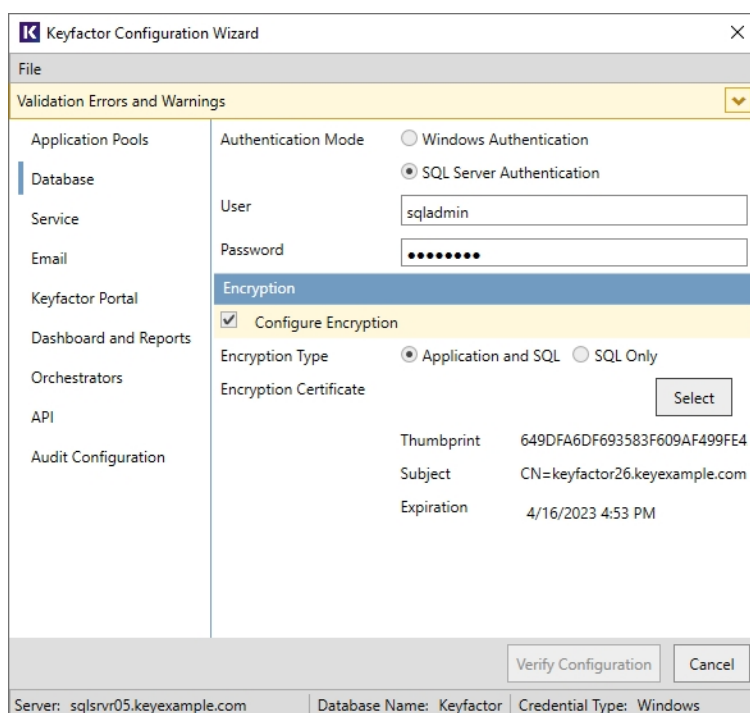 Keyfactor Configuration Wizard
File
Validation Errors and Warnings
Application Pools
Database
Service
Email
Keyfactor Portal
Dashboard and Reports
Orchestrators
API
Audit Configuration
Authentication Mode
Windows Authentication
SQL Server Authentication
User sqladmin
Password ••••••••
Encryption
Configure Encryption
Encryption Type Application and SQL SQL Only
Encryption Certificate
Select
Thumbprint 649DFA6DF693583F609AF499FE4
Subject CN=keyfactor26.keyexample.com
Expiration 4/16/2023 4:53 PM
Verify Configuration Cancel
Server: sqlsrvr05.keyexample.com Database Name: Keyfactor Credential Type: Windows